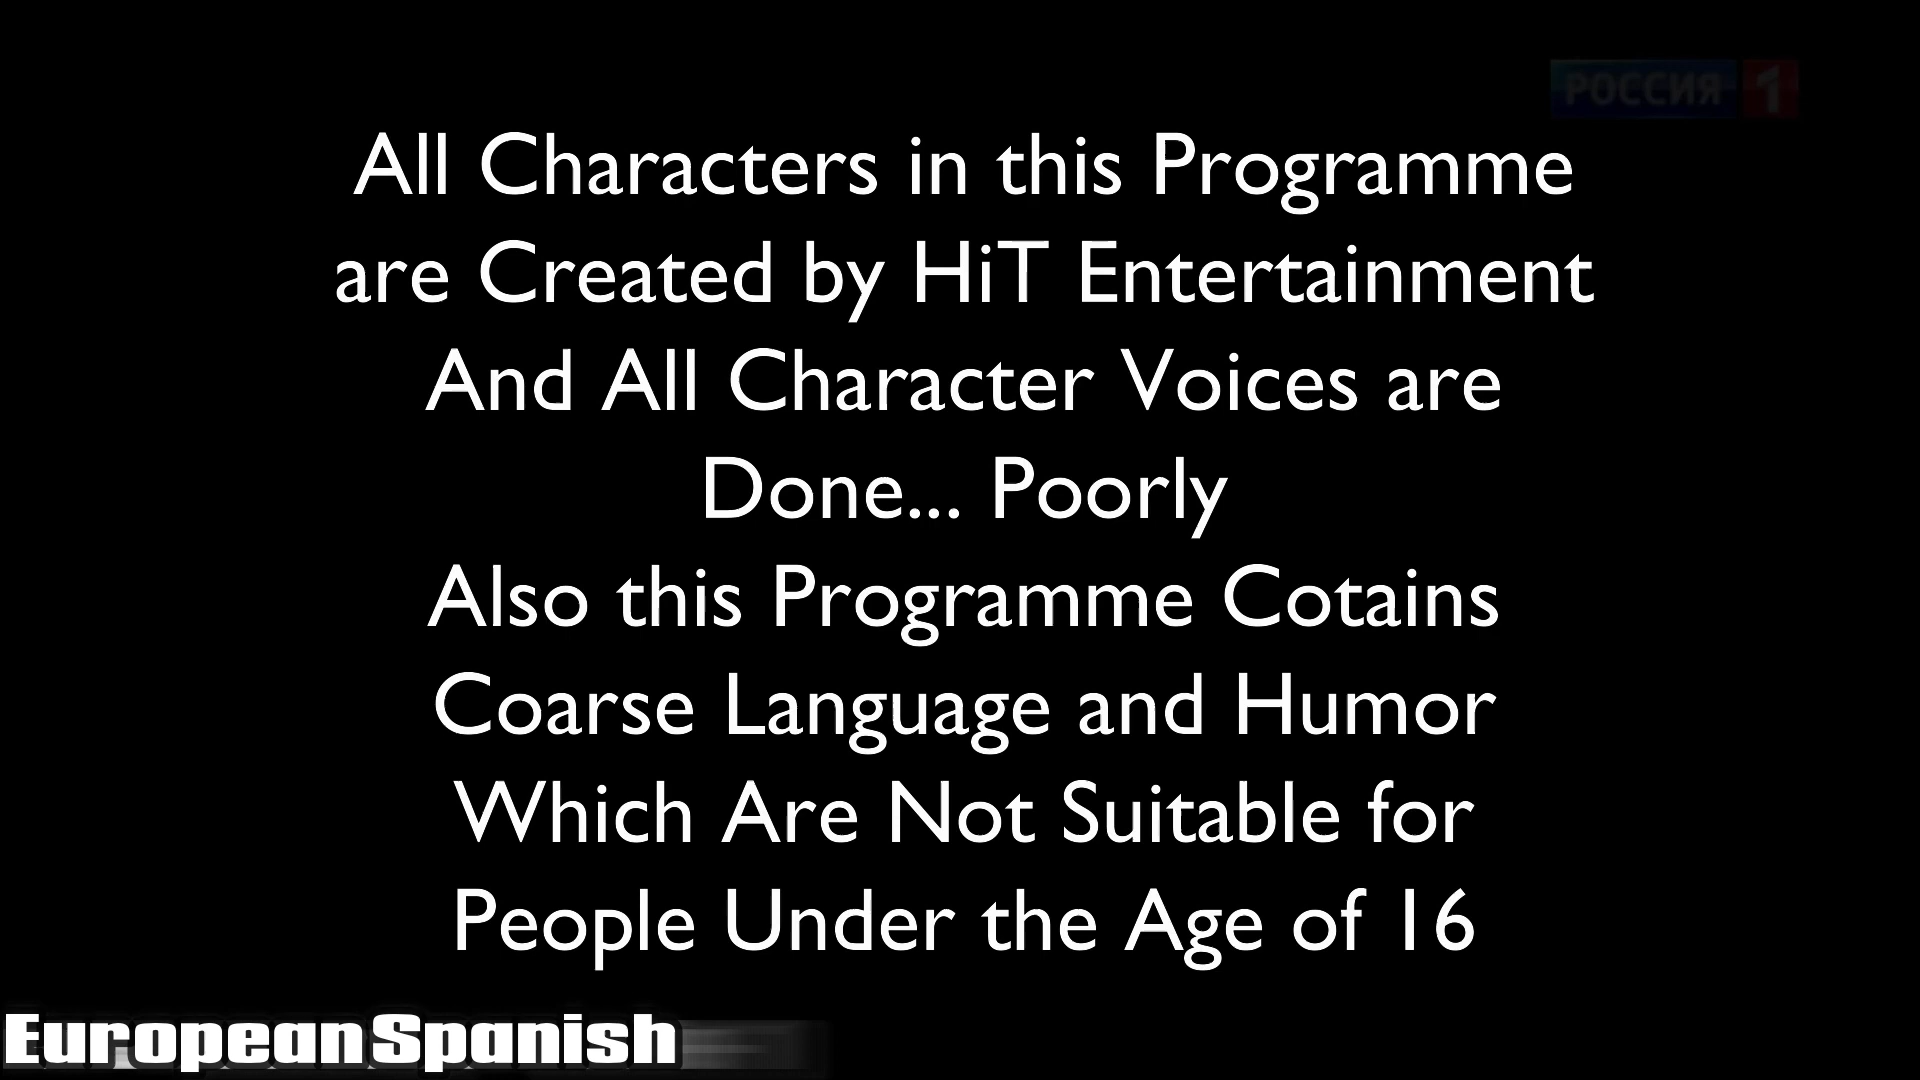 РОССИЯ 1
All Characters in this Programme
are Created by HiT Entertainment
And All Character Voices are
Done... Poorly
Also this Programme Cotains
Coarse Language and Humor
Which Are Not Suitable for
People Under the Age of 16
EuropeanSpanish